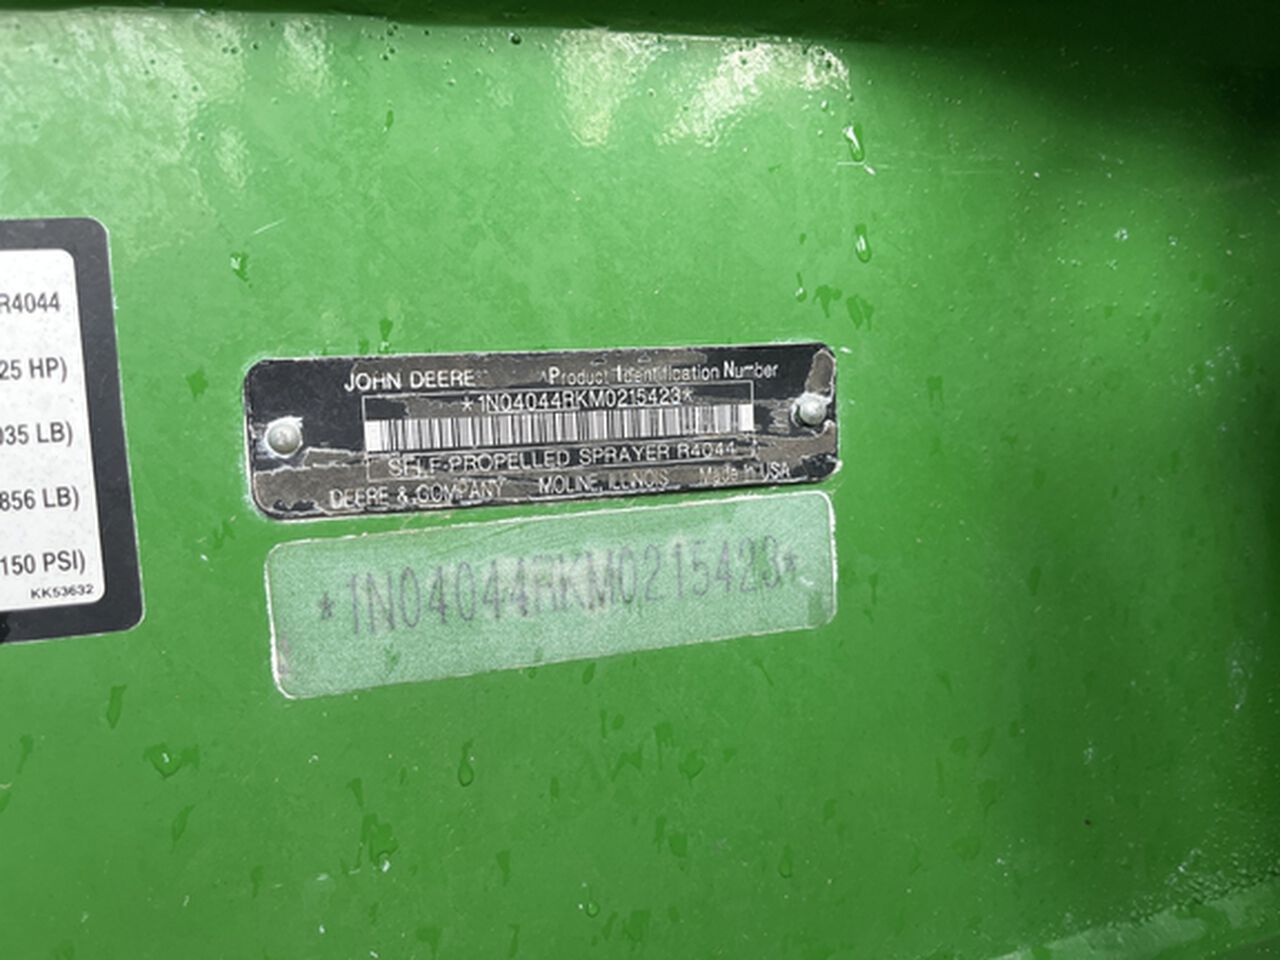 R4044
25 HP)
035 LB)
856 LB)
150 PSI)
KK53632
JOHN DEERE Product Identification Number
*1N04044RKM0215423*
SELF-PROPELLED SPRAYER R4044
DEERE & COMPANY MOLINE, ILLINOIS Made In USA
*1N04044RKM0215423*